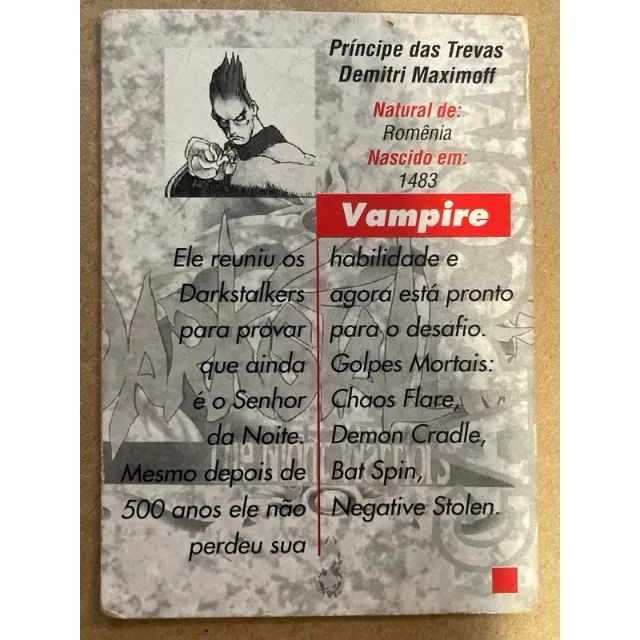 Príncipe das Trevas
Demitri Maximoff
Natural de:
Romênia
Nascido em:
1483
Vampire
Ele reuniu os
Darkstalkers
para provar
que ainda
é o Senhor
da Noite.
Mesmo depois de
500 anos ele não
perdeu sua
habilidade e
agora está pronto
para o desafio.
Golpes Mortais:
Chaos Flare,
Demon Cradle,
Bat Spin,
Negative Stolen.